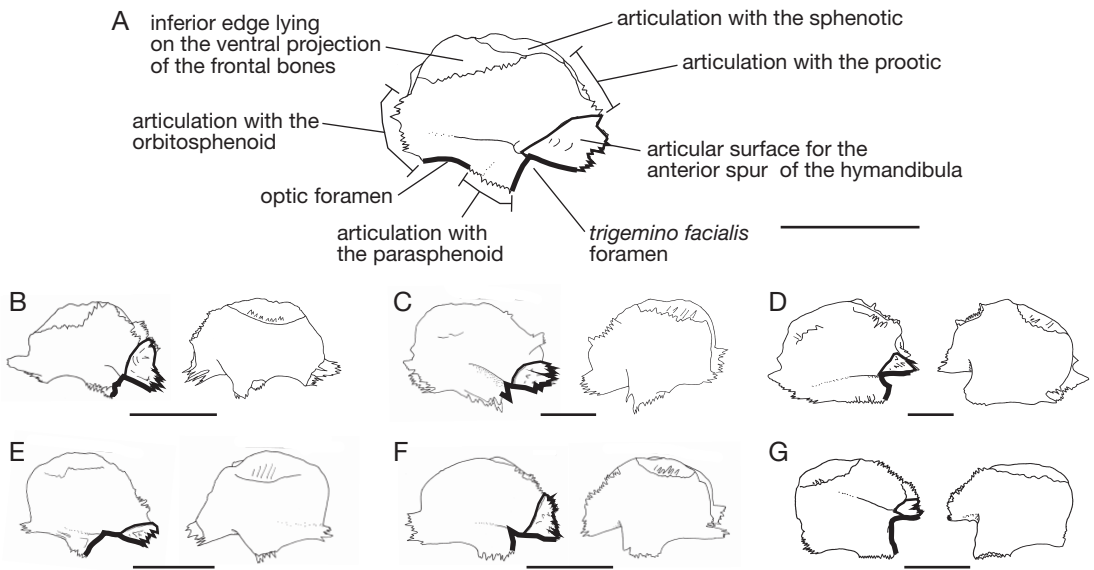 A
inferior edge lying
on the ventral projection
of the frontal bones
articulation with the sphenotic
articulation with the prootic
articulation with the
orbitosphenoid
articular surface for the
anterior spur of the hymandibula
optic foramen
articulation with
the parasphenoid
trigemino facialis
foramen
B
C
D
E
F
G